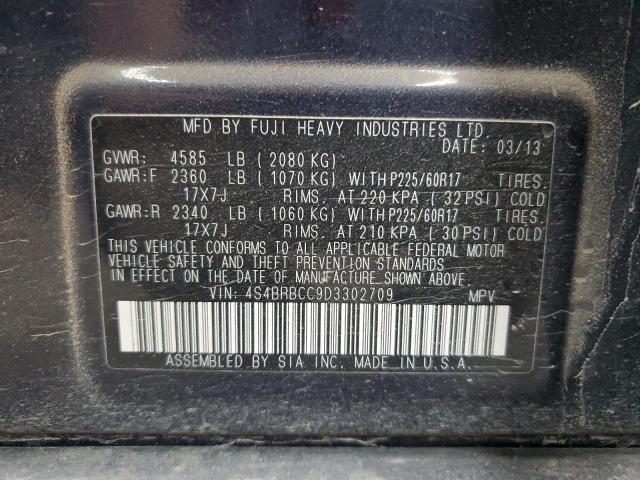 MFD BY FUJI HEAVY INDUSTRIES LTD.
DATE: 03/13
GVWR: 4585 LB ( 2080 KG)
GAWR:F 2360 LB ( 1070 KG) WITH P225/60R17 TIRES.
17X7J RIMS. AT 220 KPA ( 32 PSI) COLD
GAWR:R 2340 LB ( 1060 KG) WITH P225/60R17 TIRES.
17X7J RIMS. AT 210 KPA ( 30 PSI) COLD
THIS VEHICLE CONFORMS TO ALL APPLICABLE FEDERAL MOTOR
VEHICLE SAFETY AND THEFT PREVENTION STANDARDS
IN EFFECT ON THE DATE OF MANUFACTURE SHOWN ABOVE.
VIN: 4S4BRBCC9D3302709 MPV
ASSEMBLED BY SIA INC. MADE IN U.S.A.